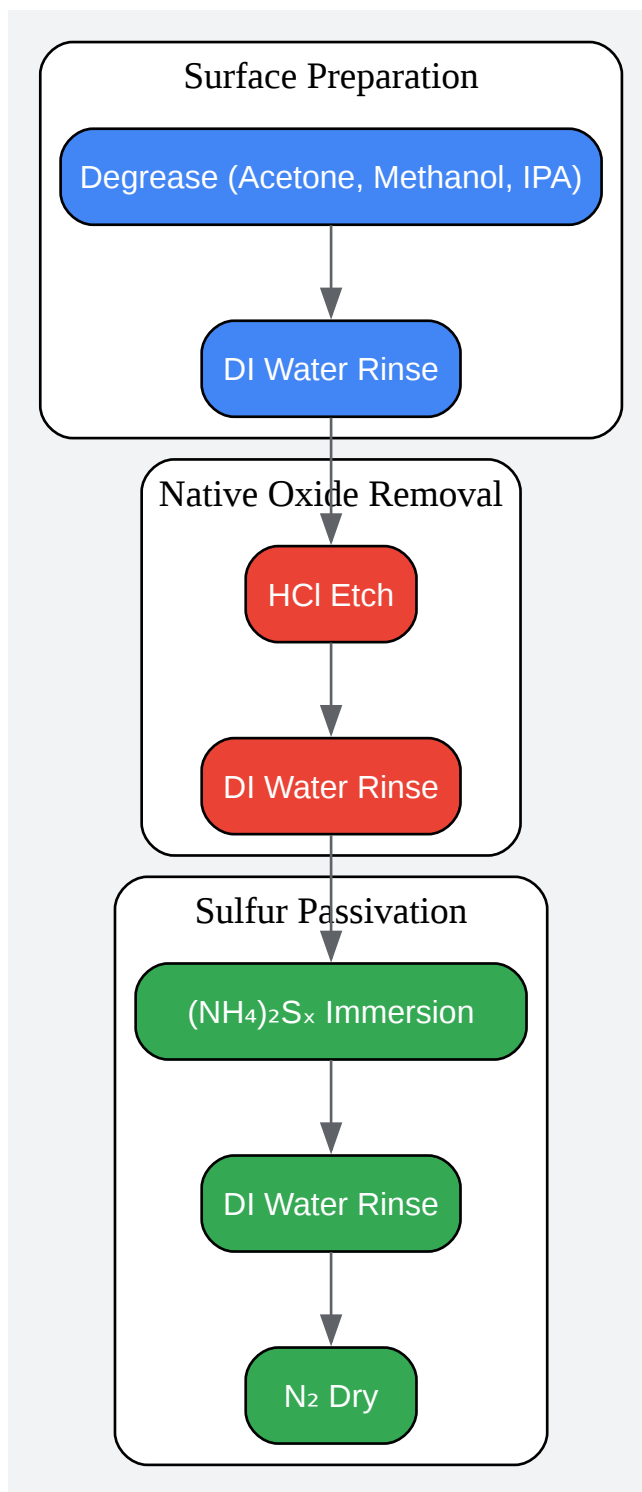 Surface Preparation
Degrease (Acetone, Methanol, IPA)
DI Water Rinse
Native Oxide Removal
HCl Etch
DI Water Rinse
Sulfur Passivation
(NH₄)₂Sₓ Immersion
DI Water Rinse
N₂ Dry